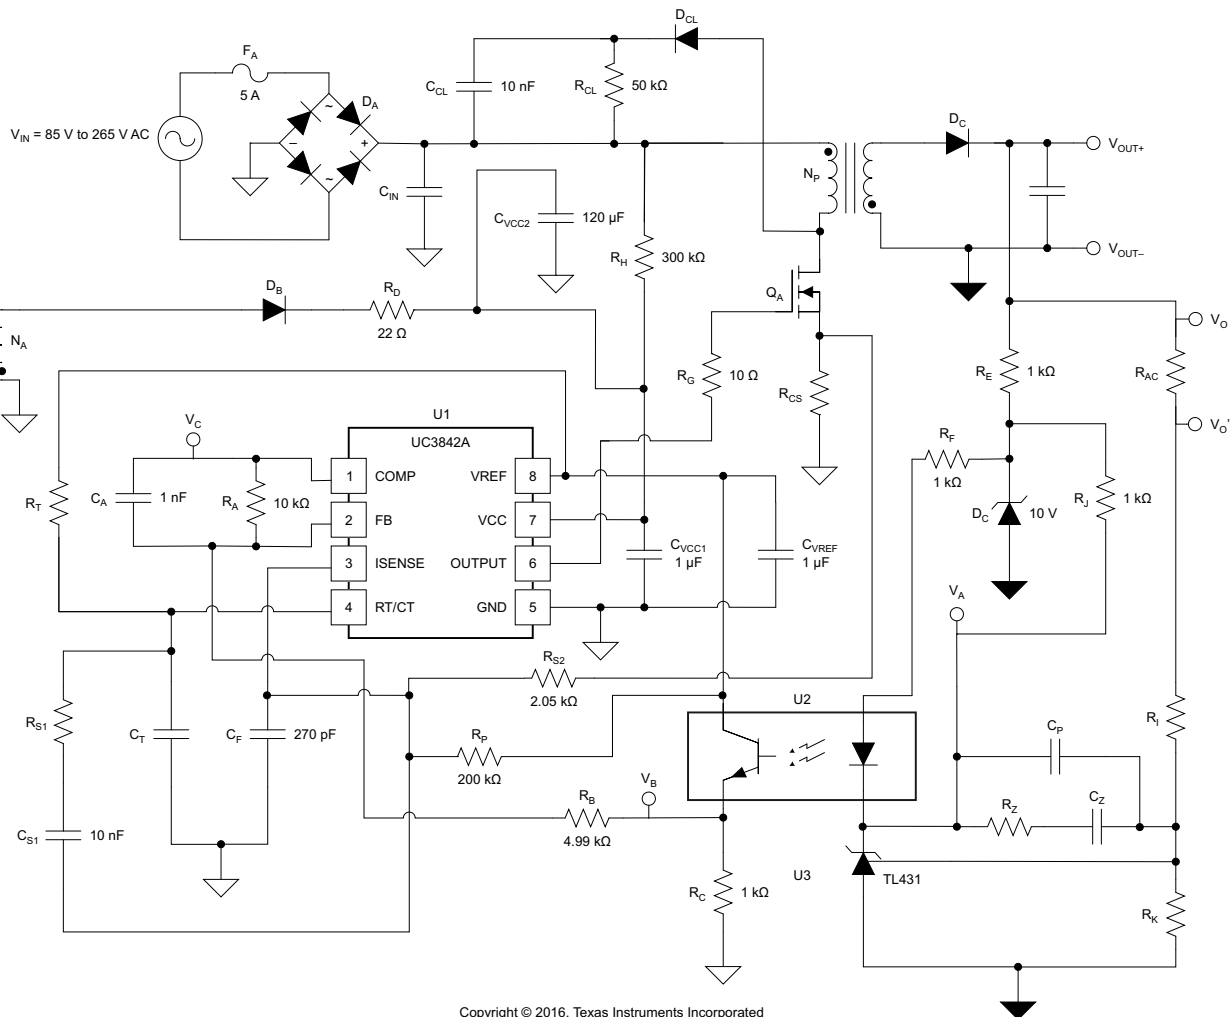 D_CL
F_A
5 A
D_A
C_CL
10 nF
R_CL
50 kΩ
V_IN = 85 V to 265 V AC
~
−
+
~
C_IN
N_P
D_C
V_OUT+
V_OUT–
C_VCC2
120 µF
R_H
300 kΩ
D_B
R_D
22 Ω
Q_A
N_A
V_O
R_G
10 Ω
R_CS
R_E
1 kΩ
R_AC
V_O'
V_C
U1
UC3842A
R_F
1 kΩ
R_T
C_A
1 nF
R_A
10 kΩ
1
COMP
VREF
8
2
FB
VCC
7
3
ISENSE
OUTPUT
6
4
RT/CT
GND
5
C_VCC1
1 µF
C_VREF
1 µF
D_C
10 V
R_J
1 kΩ
V_A
R_S2
2.05 kΩ
U2
R_S1
C_T
C_F
270 pF
R_P
200 kΩ
C_P
R_I
V_B
R_B
4.99 kΩ
R_Z
C_Z
C_S1
10 nF
U3
TL431
R_C
1 kΩ
R_K
Copyright © 2016, Texas Instruments Incorporated